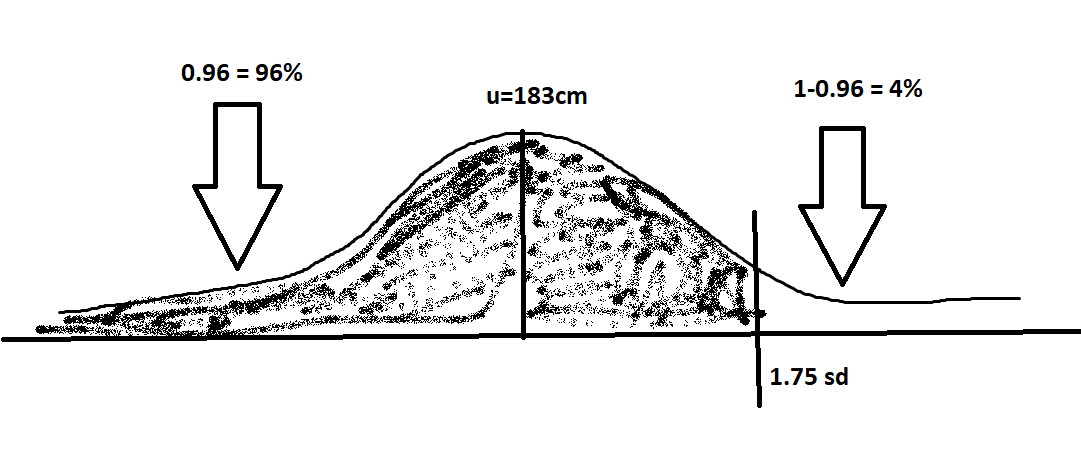 0.96 = 96%
u=183cm
1-0.96 = 4%
1.75 sd